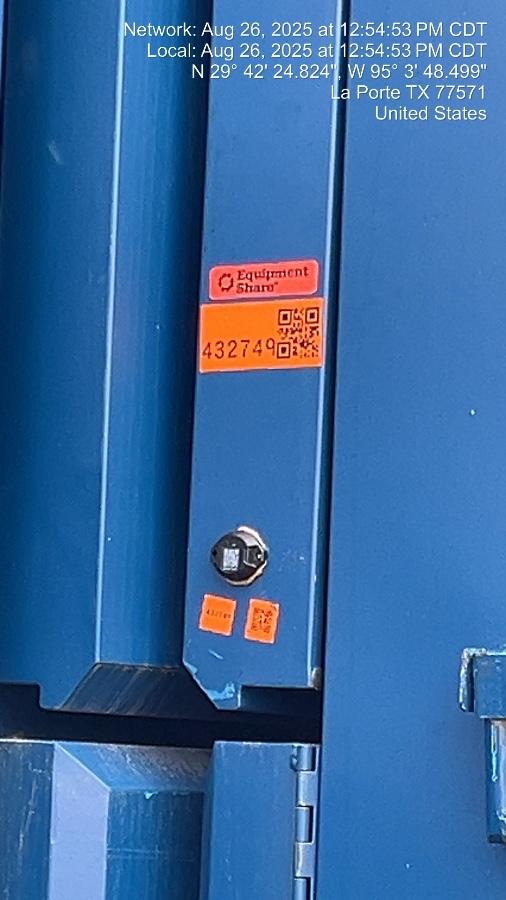 Network: Aug 26, 2025 at 12:54:53 PM CDT
Local: Aug 26, 2025 at 12:54:53 PM CDT
N 29° 42' 24.824", W 95° 3' 48.499"
La Porte TX 77571
United States
Equipment
Share
432749